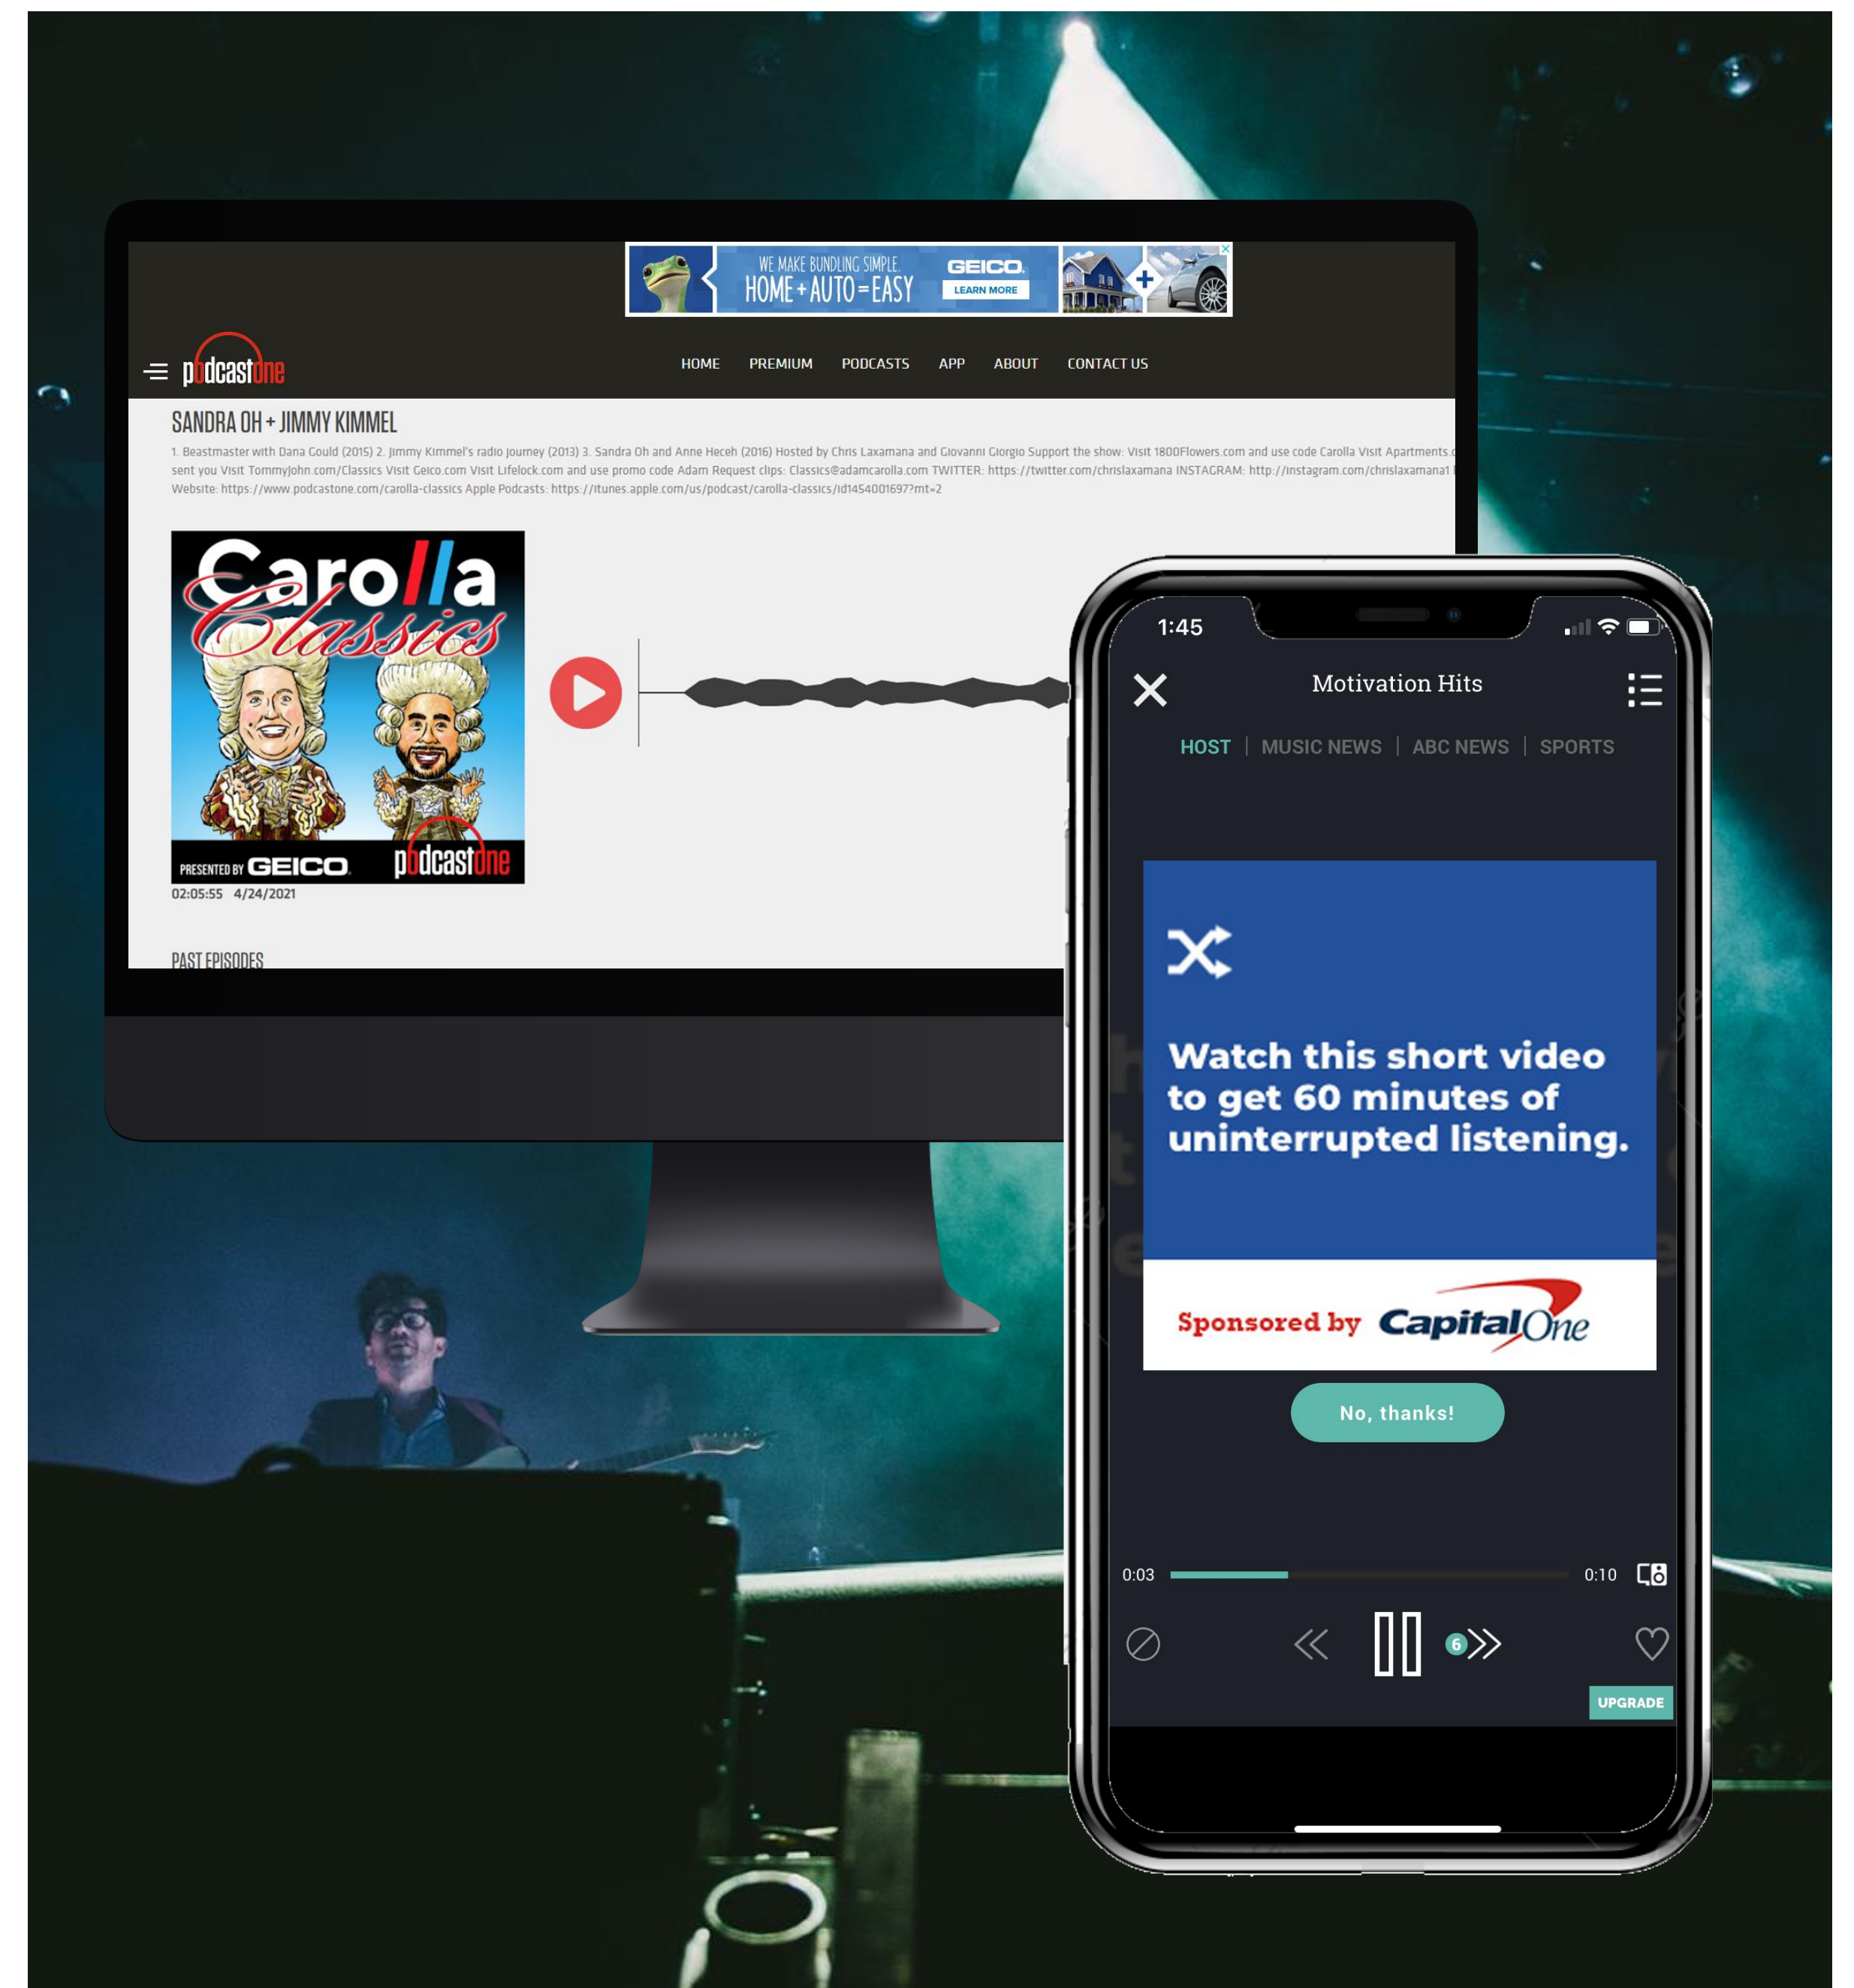 WE MAKE BUNDLING SIMPLE.
HOME + AUTO = EASY
GEICO.
LEARN MORE
podcastone
HOME PREMIUM PODCASTS APP ABOUT CONTACT US
SANDRA OH + JIMMY KIMMEL
1. Beastmaster with Dana Gould (2015) 2. Jimmy Kimmel's radio journey (2013) 3. Sandra Oh and Anne Heceh (2016) Hosted by Chris Laxamana and Giovanni Giorgio Support the show: Visit 1800Flowers.com and use code Carolla Visit Apartments.
sent you Visit TommyJohn.com/Classics Visit Geico.com Visit Lifelock.com and use promo code Adam Request clips: Classics@adamcarolla.com TWITTER: https://twitter.com/chrislaxamana INSTAGRAM: http://instagram.com/chrislaxamana1
Website: https://www.podcastone.com/carolla-classics Apple Podcasts: https://itunes.apple.com/us/podcast/carolla-classics/id1454001697?mt=2
Carolla
Classics
PRESENTED BY GEICO.
podcastone
02:05:55 4/24/2021
PAST EPISODES
1:45
Motivation Hits
HOST | MUSIC NEWS | ABC NEWS | SPORTS
Watch this short video
to get 60 minutes of
uninterrupted listening.
Sponsored by Capital One
No, thanks!
0:03
0:10
6
UPGRADE